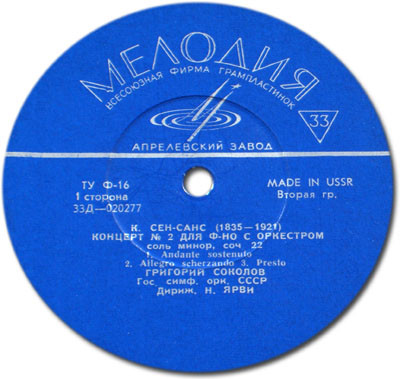 МЕЛОДИЯ
ВСЕСОЮЗНАЯ ФИРМА ГРАМПЛАСТИНОК
33
АПРЕЛЕВСКИЙ ЗАВОД
ТУ Ф-16
1 сторона
33Д—020277
MADE IN USSR
Вторая гр.
К. СЕН-САНС (1835—1921)
КОНЦЕРТ № 2 ДЛЯ Ф-НО С ОРКЕСТРОМ
соль минор, соч 22
1. Andante sostenuto
2. Allegro scherzando 3. Presto
ГРИГОРИЙ СОКОЛОВ
Гос. симф. орк. СССР
Дириж. Н. ЯРВИ